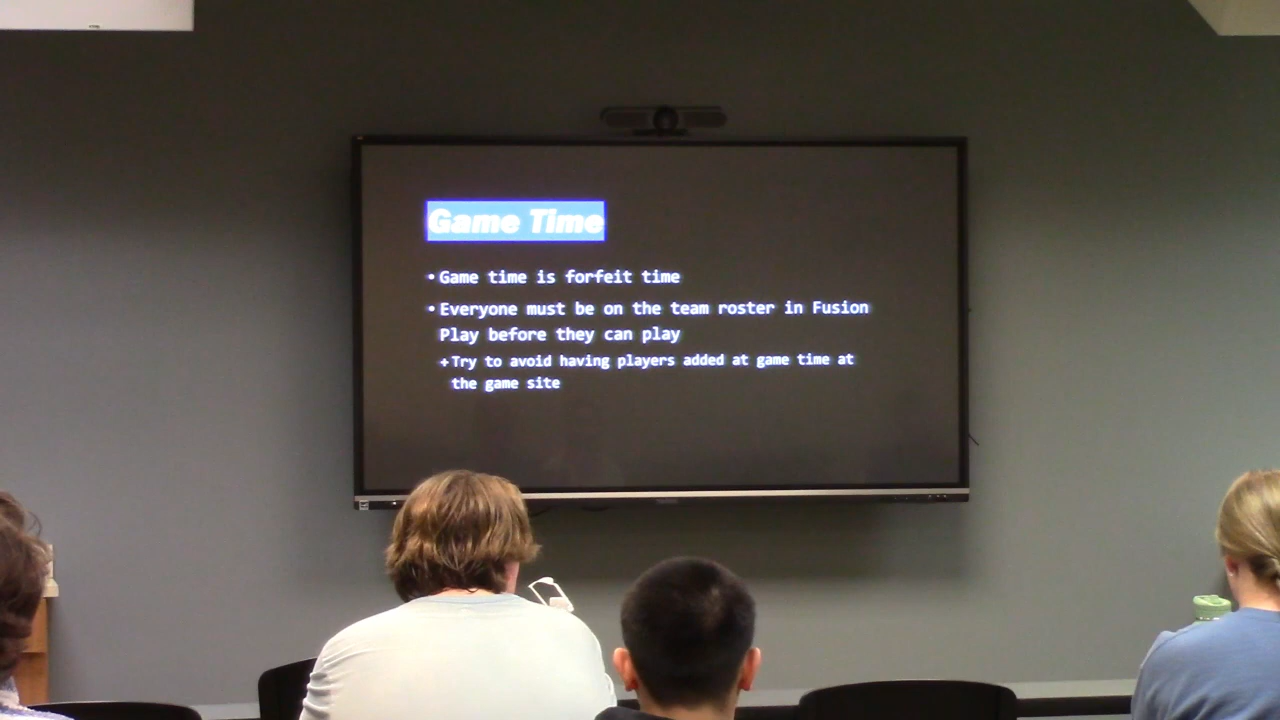 Game Time
• Game time is forfeit time
• Everyone must be on the team roster in Fusion
Play before they can play
+ Try to avoid having players added at game time at
the game site